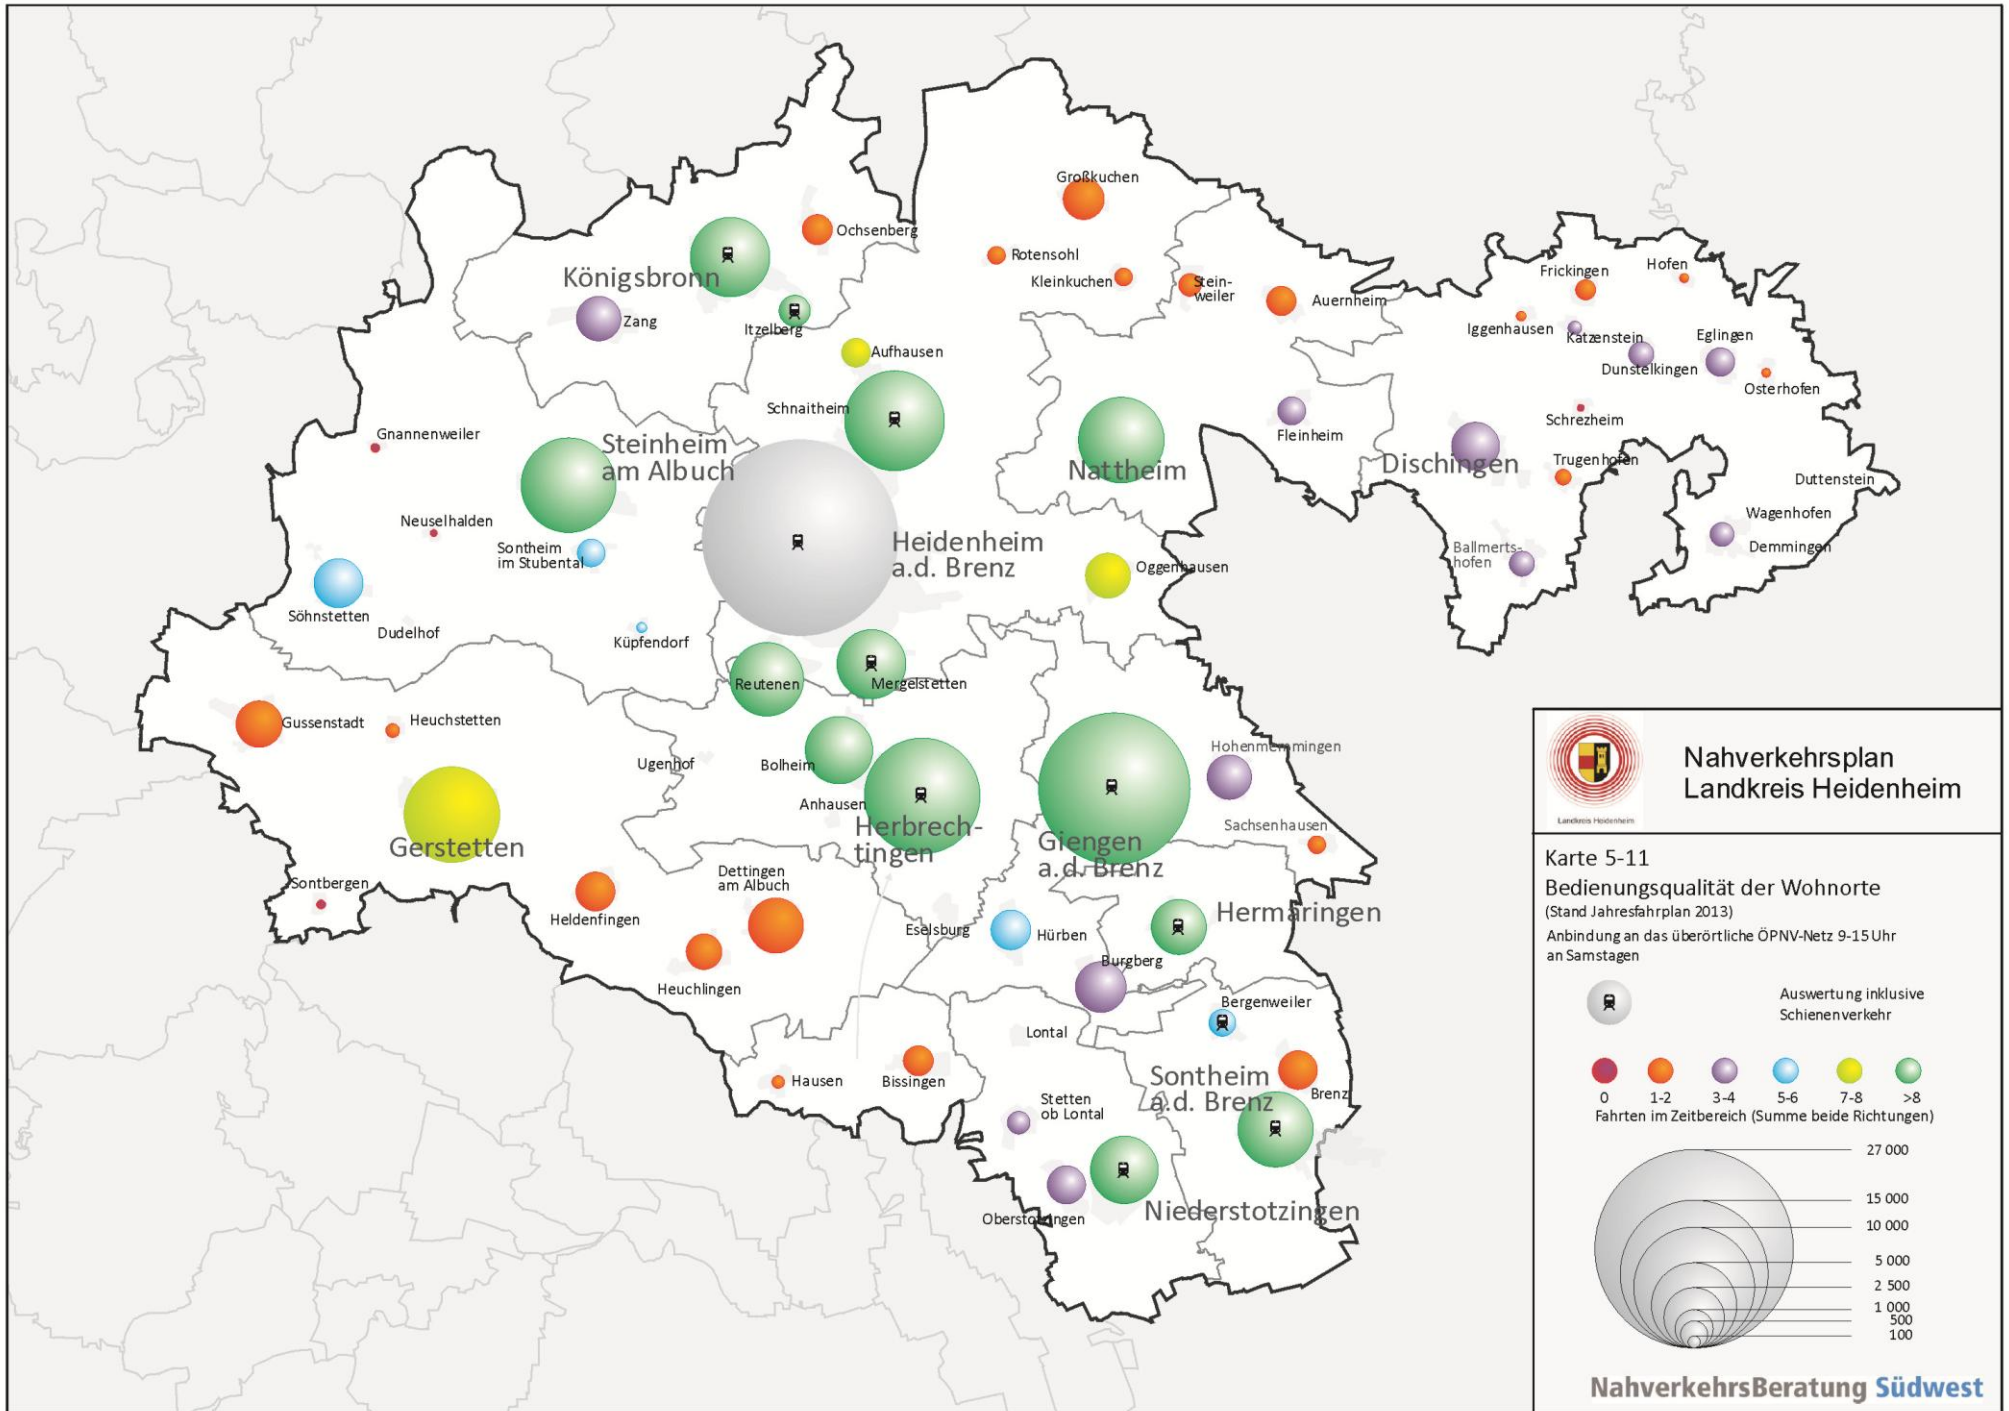 Großkuchen
Ochsenberg
Rotensohl
Kleinkuchen
Stein-
weiler
Auernheim
Frickingen
Hofen
Königsbronn
Zang
Itzelberg
Iggenhausen
Katzenstein
Eglingen
Aufhausen
Dunstelkingen
Osterhofen
Schnaitheim
Schrezheim
Gnannenweiler
Steinheim
am Albuch
Fleinheim
Nattheim
Dischingen
Trugenhofen
Duttenstein
Neuselhalden
Sontheim
im Stubental
Heidenheim
a.d. Brenz
Oggenhausen
Wagenhofen
Demmingen
Ballmerts-
hofen
Söhnstetten
Dudelhof
Küpfendorf
Reutenen
Mergelstetten
Gussenstadt
Heuchstetten
Ugenhof
Bolheim
Anhausen
Herbrech-
tingen
Hohenmemmingen
Giengen
a.d. Brenz
Sachsenhausen
Gerstetten
Sontbergen
Dettingen
am Albuch
Heldenfingen
Heuchlingen
Eselsburg
Hürben
Hermaringen
Burgberg
Bergenweiler
Lontal
Hausen
Bissingen
Sontheim
a.d. Brenz
Brenz
Stetten
ob Lontal
Oberstotzingen
Niederstotzingen
Landkreis Heidenheim
Nahverkehrsplan
Landkreis Heidenheim
Karte 5-11
Bedienungsqualität der Wohnorte
(Stand Jahresfahrplan 2013)
Anbindung an das überörtliche ÖPNV-Netz 9-15 Uhr
an Samstagen
Auswertung inklusive
Schienenverkehr
0 1-2 3-4 5-6 7-8 >8
Fahrten im Zeitbereich (Summe beide Richtungen)
27 000
15 000
10 000
5 000
2 500
1 000
500
100
NahverkehrsBeratung Südwest